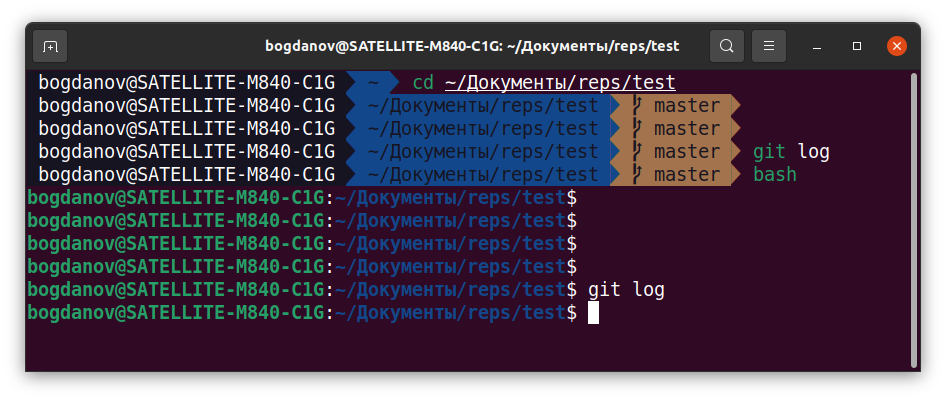 bogdanov@SATELLITE-M840-C1G: ~/Документы/reps/test
bogdanov@SATELLITE-M840-C1G ~ cd ~/Документы/reps/test
bogdanov@SATELLITE-M840-C1G ~/Документы/reps/test master
bogdanov@SATELLITE-M840-C1G ~/Документы/reps/test master
bogdanov@SATELLITE-M840-C1G ~/Документы/reps/test master git log
bogdanov@SATELLITE-M840-C1G ~/Документы/reps/test master bash
bogdanov@SATELLITE-M840-C1G:~/Документы/reps/test$
bogdanov@SATELLITE-M840-C1G:~/Документы/reps/test$
bogdanov@SATELLITE-M840-C1G:~/Документы/reps/test$
bogdanov@SATELLITE-M840-C1G:~/Документы/reps/test$
bogdanov@SATELLITE-M840-C1G:~/Документы/reps/test$ git log
bogdanov@SATELLITE-M840-C1G:~/Документы/reps/test$